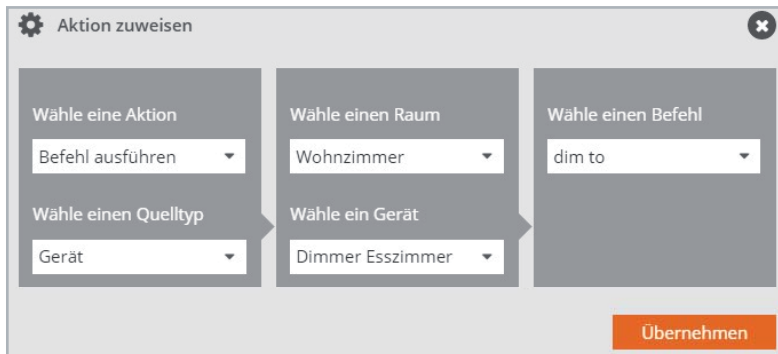 Aktion zuweisen
Wähle eine Aktion
Befehl ausführen
Wähle einen Quelltyp
Gerät
Wähle einen Raum
Wohnzimmer
Wähle ein Gerät
Dimmer Esszimmer
Wähle einen Befehl
dim to
Übernehmen